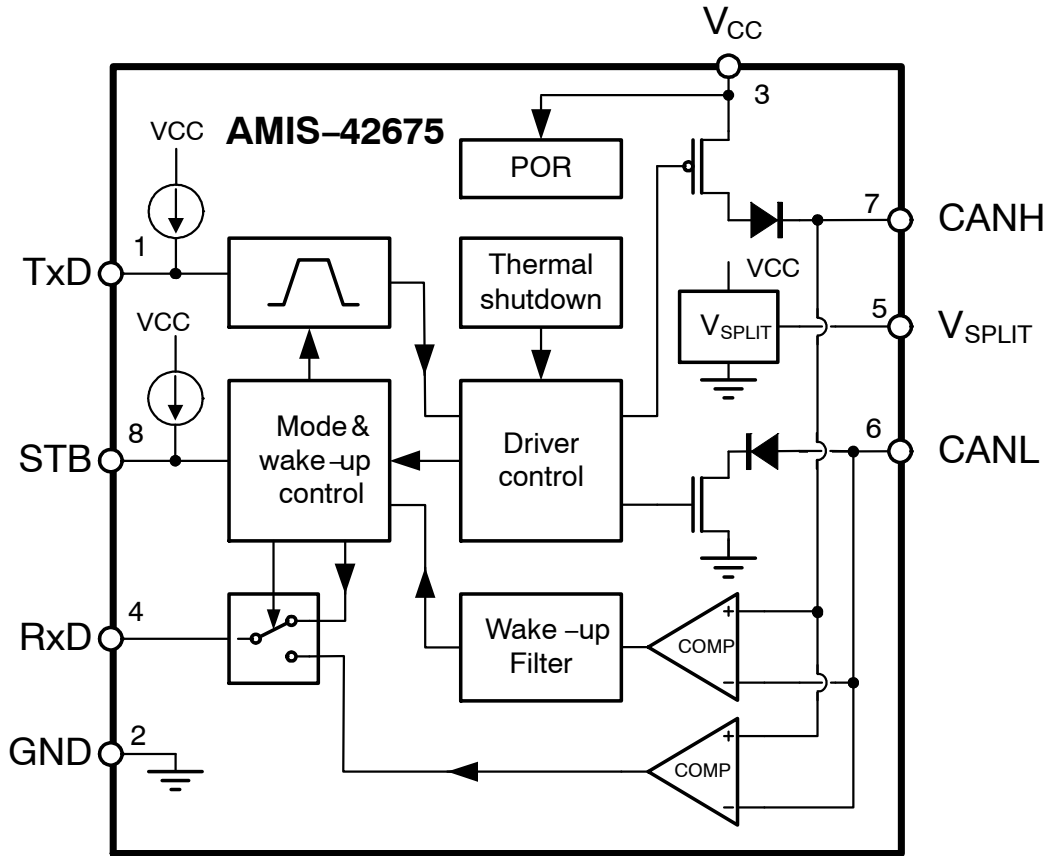 VCC
3
AMIS–42675
VCC
POR
7
CANH
1
TxD
Thermal
shutdown
VCC
VSPLIT
5
VSPLIT
VCC
8
STB
Mode &
wake–up
control
Driver
control
6
CANL
4
RxD
Wake–up
Filter
COMP
+
−
2
GND
COMP
+
−